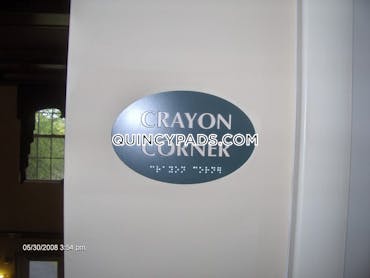 CRAYON
QUINCYPADS.COM
CORNER
⠉⠗⠁⠽⠕⠝ ⠉⠕⠗⠝⠑⠗
05/30/2008 3:54 pm